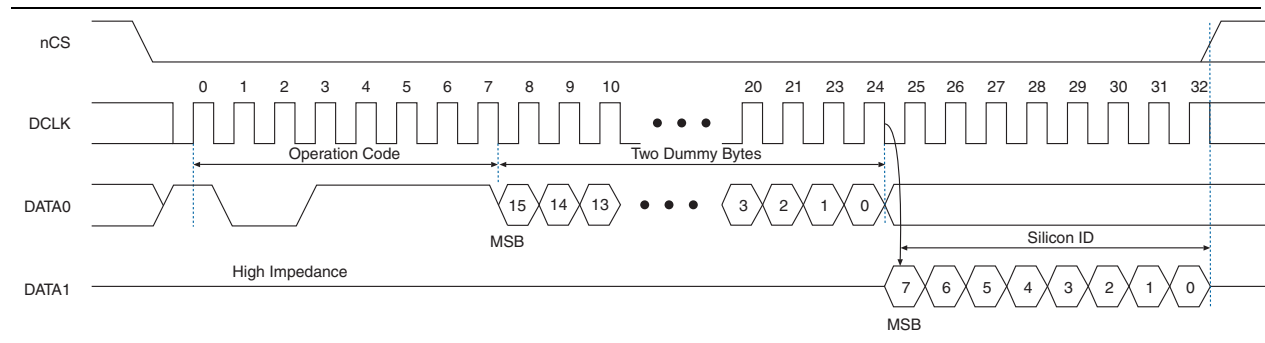 nCS
0 1 2 3 4 5 6 7 8 9 10 20 21 23 24 25 26 27 28 29 30 31 32
DCLK
Operation Code Two Dummy Bytes
DATA0 15 14 13 3 2 1 0
MSB Silicon ID
High Impedance
DATA1 7 6 5 4 3 2 1 0
MSB